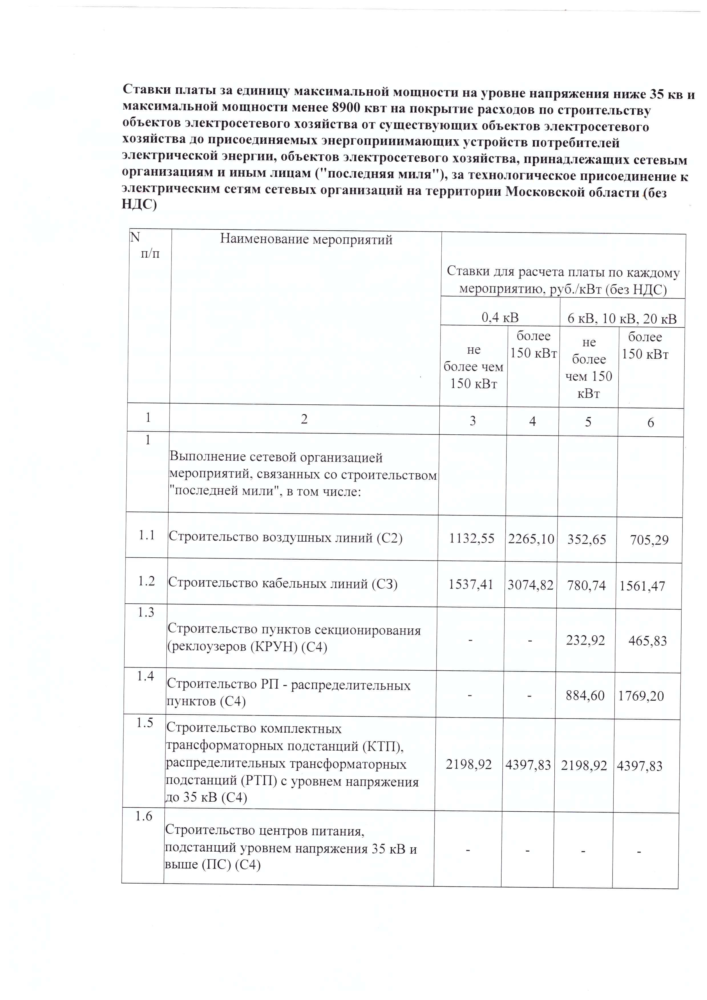 Ставки платы за единицу максимальной мощности на уровне напряжения ниже 35 кв и
максимальной мощности менее 8900 квт на покрытие расходов по строительству
объектов электросетевого хозяйства от существующих объектов электросетевого
хозяйства до присоединяемых энергоприиимающих устройств потребителей
электрической энергии, объектов электросетевого хозяйства, принадлежащих сетевым
организациям и иным лицам ("последняя миля"), за технологическое присоединение к
электрическим сетям сетевых организаций на территории Московской области (без
НДС)
N
п/п
Наименование мероприятий
Ставки для расчета платы по каждому
мероприятию, руб./кВт (без НДС)
0,4 кВ
6 кВ, 10 кВ, 20 кВ
не
более чем
150 кВт
более
150 кВт
не
более
чем 150
кВт
более
150 кВт
1 2 3 4 5 6
1
Выполнение сетевой организацией
мероприятий, связанных со строительством
"последней мили", в том числе:
1.1 Строительство воздушных линий (С2) 1132,55 2265,10 352,65 705,29
1.2 Строительство кабельных линий (СЗ) 1537,41 3074,82 780,74 1561,47
1.3
Строительство пунктов секционирования
(реклоузеров (КРУН) (С4)
- - 232,92 465,83
1.4
Строительство РП - распределительных
пунктов (С4)
- - 884,60 1769,20
1.5
Строительство комплектных
трансформаторных подстанций (КТП),
распределительных трансформаторных
подстанций (РТП) с уровнем напряжения
до 35 кВ (С4)
2198,92 4397,83 2198,92 4397,83
1.6
Строительство центров питания,
подстанций уровнем напряжения 35 кВ и
выше (ПС) (С4)
- - - -